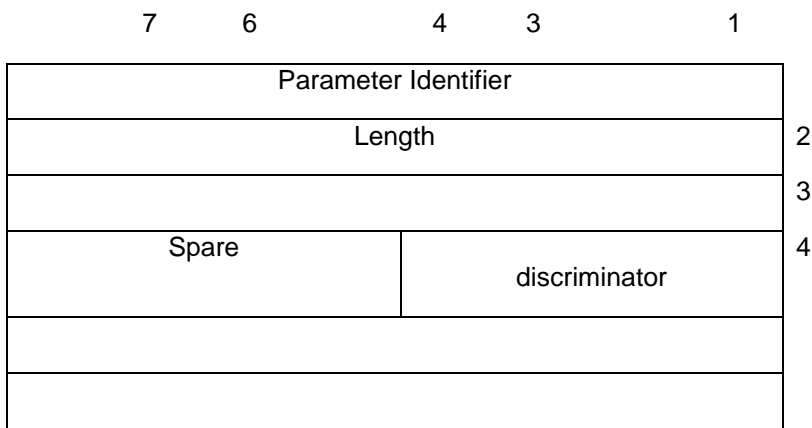 7 6 4 3 1
Parameter Identifier
Length 2
3
Spare 4
discriminator